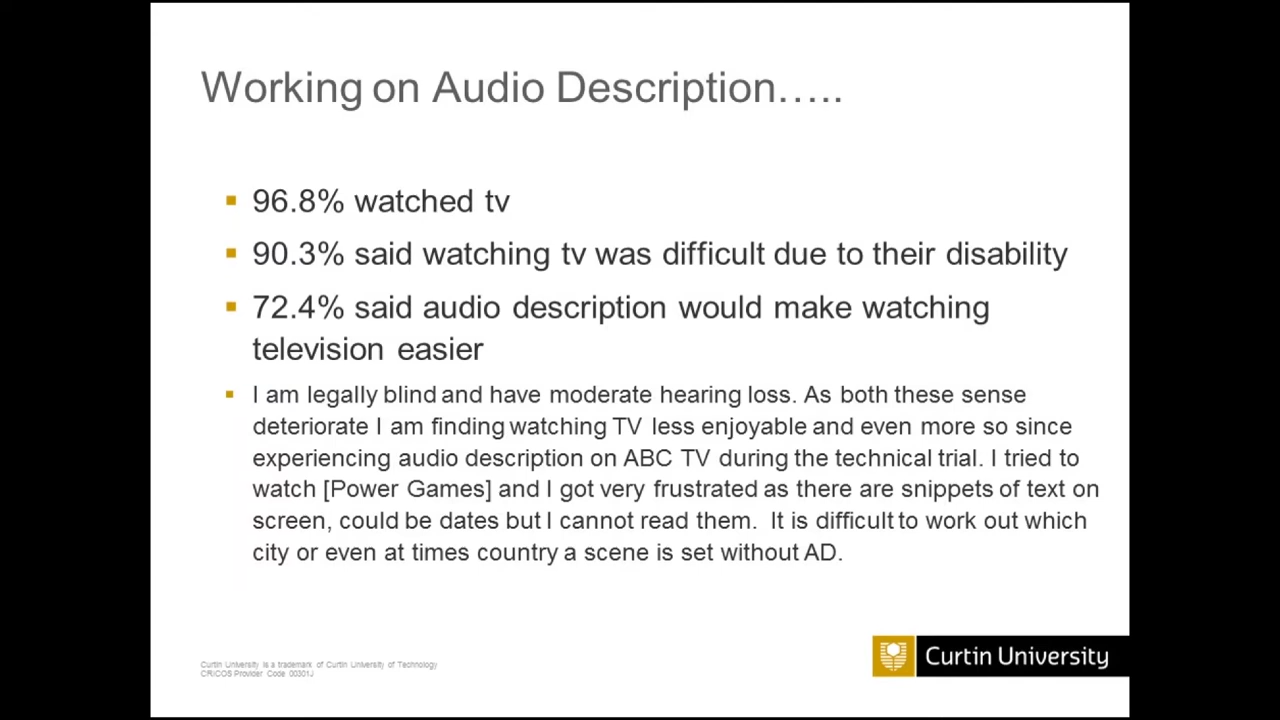 Working on Audio Description…..
▪ 96.8% watched tv
▪ 90.3% said watching tv was difficult due to their disability
▪ 72.4% said audio description would make watching
television easier
▪ I am legally blind and have moderate hearing loss. As both these sense
deteriorate I am finding watching TV less enjoyable and even more so since
experiencing audio description on ABC TV during the technical trial. I tried to
watch [Power Games] and I got very frustrated as there are snippets of text on
screen, could be dates but I cannot read them. It is difficult to work out which
city or even at times country a scene is set without AD.
Curtin University is a trademark of Curtin University of Technology
CRICOS Provider Code 00301J
Curtin University